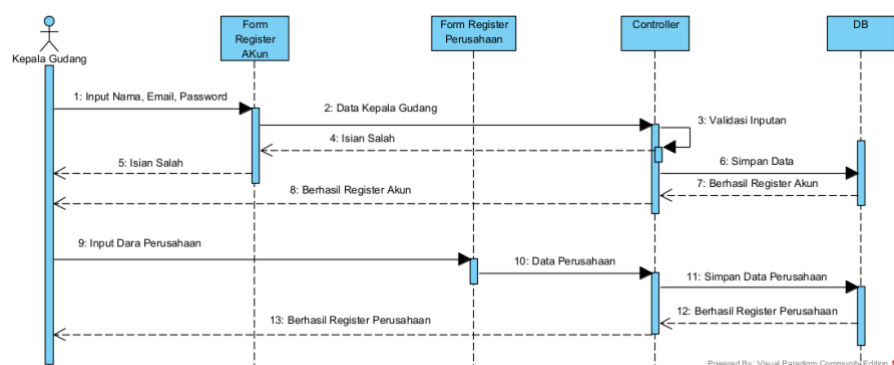 Form
Register
AKun
Form Register
Perusahaan
Controller
DB
Kepala Gudang
1: Input Nama, Email, Password
2: Data Kepala Gudang
3: Validasi Inputan
4: Isian Salah
5: Isian Salah
6: Simpan Data
7: Berhasil Register Akun
8: Berhasil Register Akun
9: Input Dara Perusahaan
10: Data Perusahaan
11: Simpan Data Perusahaan
12: Berhasil Register Perusahaan
13: Berhasil Register Perusahaan
Powered By: Visual Paradigm Community Edition